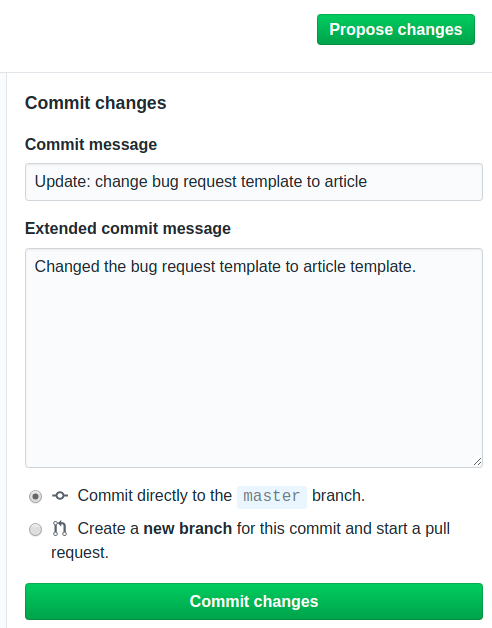 Propose changes
Commit changes
Commit message
Update: change bug request template to article
Extended commit message
Changed the bug request template to article template.
Commit directly to the master branch.
Create a new branch for this commit and start a pull
request.
Commit changes